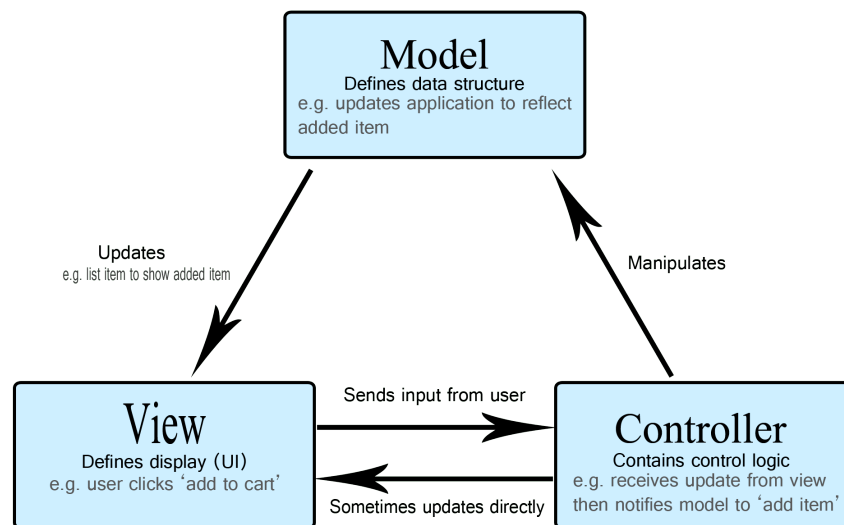 Model
Defines data structure
e.g. updates application to reflect
added item
Updates
e.g. list item to show added item
Manipulates
View
Defines display (UI)
e.g. user clicks ‘add to cart’
Sends input from user
Sometimes updates directly
Controller
Contains control logic
e.g. receives update from view
then notifies model to ‘add item’